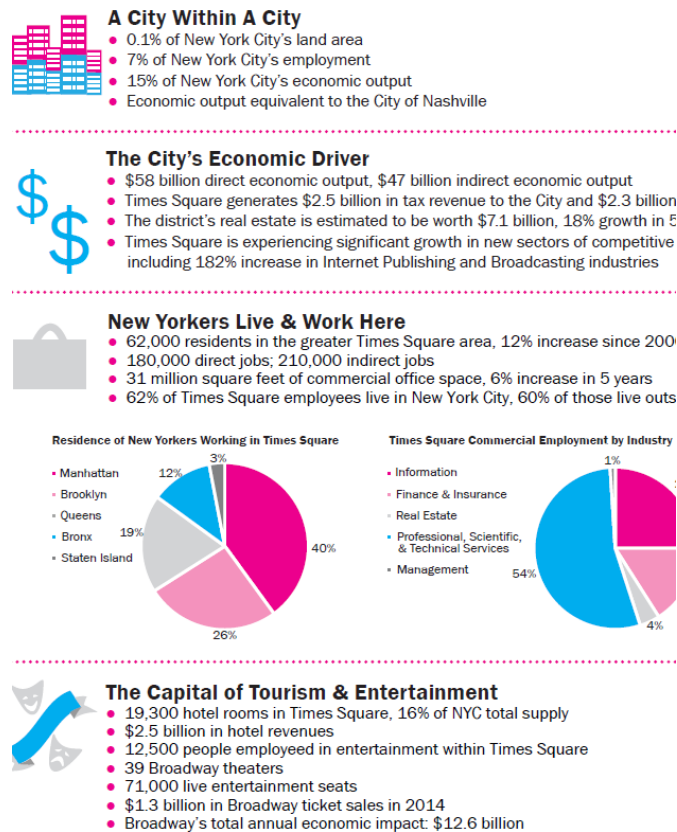 A City Within A City
0.1% of New York City's land area
7% of New York City's employment
15% of New York City's economic output
Economic output equivalent to the City of Nashville
$
$
The City's Economic Driver
$58 billion direct economic output, $47 billion indirect economic output
Times Square generates $2.5 billion in tax revenue to the City and $2.3 billion
The district's real estate is estimated to be worth $7.1 billion, 18% growth in 5
Times Square is experiencing significant growth in new sectors of competitive
including 182% increase in Internet Publishing and Broadcasting industries
New Yorkers Live & Work Here
62,000 residents in the greater Times Square area, 12% increase since
180,000 direct jobs; 210,000 indirect jobs
31 million square feet of commercial office space, 6% increase in 5 years
62% of Times Square employees live in New York City, 60% of those live
Residence of New Yorkers Working in Times Square
Manhattan
Brooklyn
Queens
Bronx
Staten Island
3%
12%
19%
40%
26%
Times Square Commercial Employment by Industry
Information
Finance & Insurance
Real Estate
Professional, Scientific,
& Technical Services
Management
1%
54%
4%
The Capital of Tourism & Entertainment
19,300 hotel rooms in Times Square, 16% of NYC total supply
$2.5 billion in hotel revenues
12,500 people employeed in entertainment within Times Square
39 Broadway theaters
71,000 live entertainment seats
$1.3 billion in Broadway ticket sales in 2014
Broadway's total annual economic impact: $12.6 billion